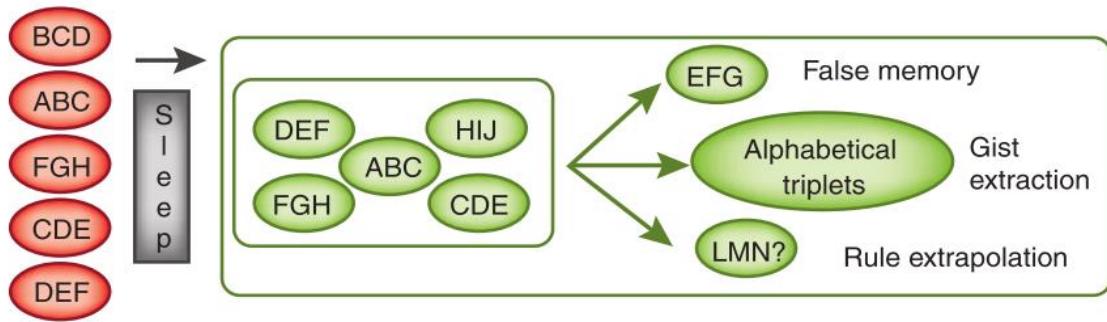 BCD
ABC
FGH
CDE
DEF
Sleep
DEF
HIJ
ABC
FGH
CDE
EFG
False memory
Alphabetical
triplets
Gist
extraction
LMN?
Rule extrapolation